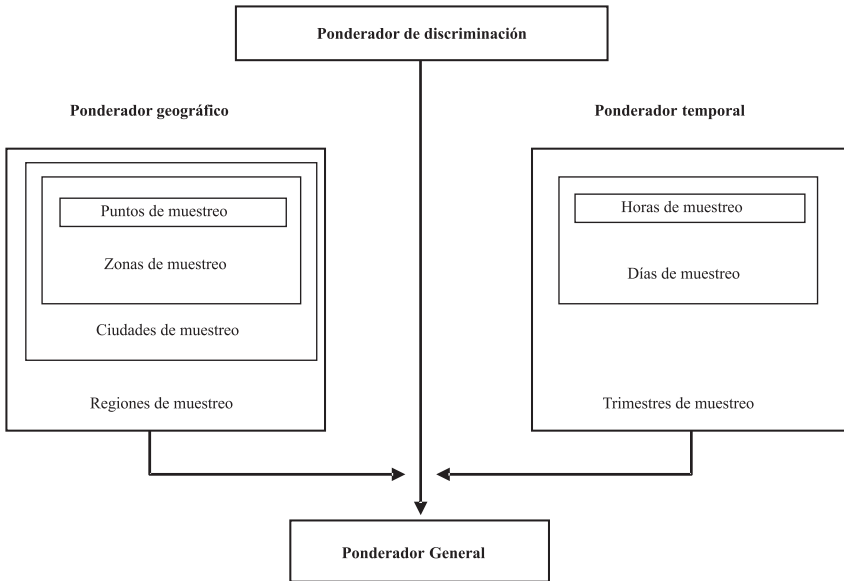 Ponderador de discriminación
Ponderador geográfico
Ponderador temporal
Puntos de muestreo
Zonas de muestreo
Ciudades de muestreo
Regiones de muestreo
Horas de muestreo
Días de muestreo
Trimestres de muestreo
Ponderador General